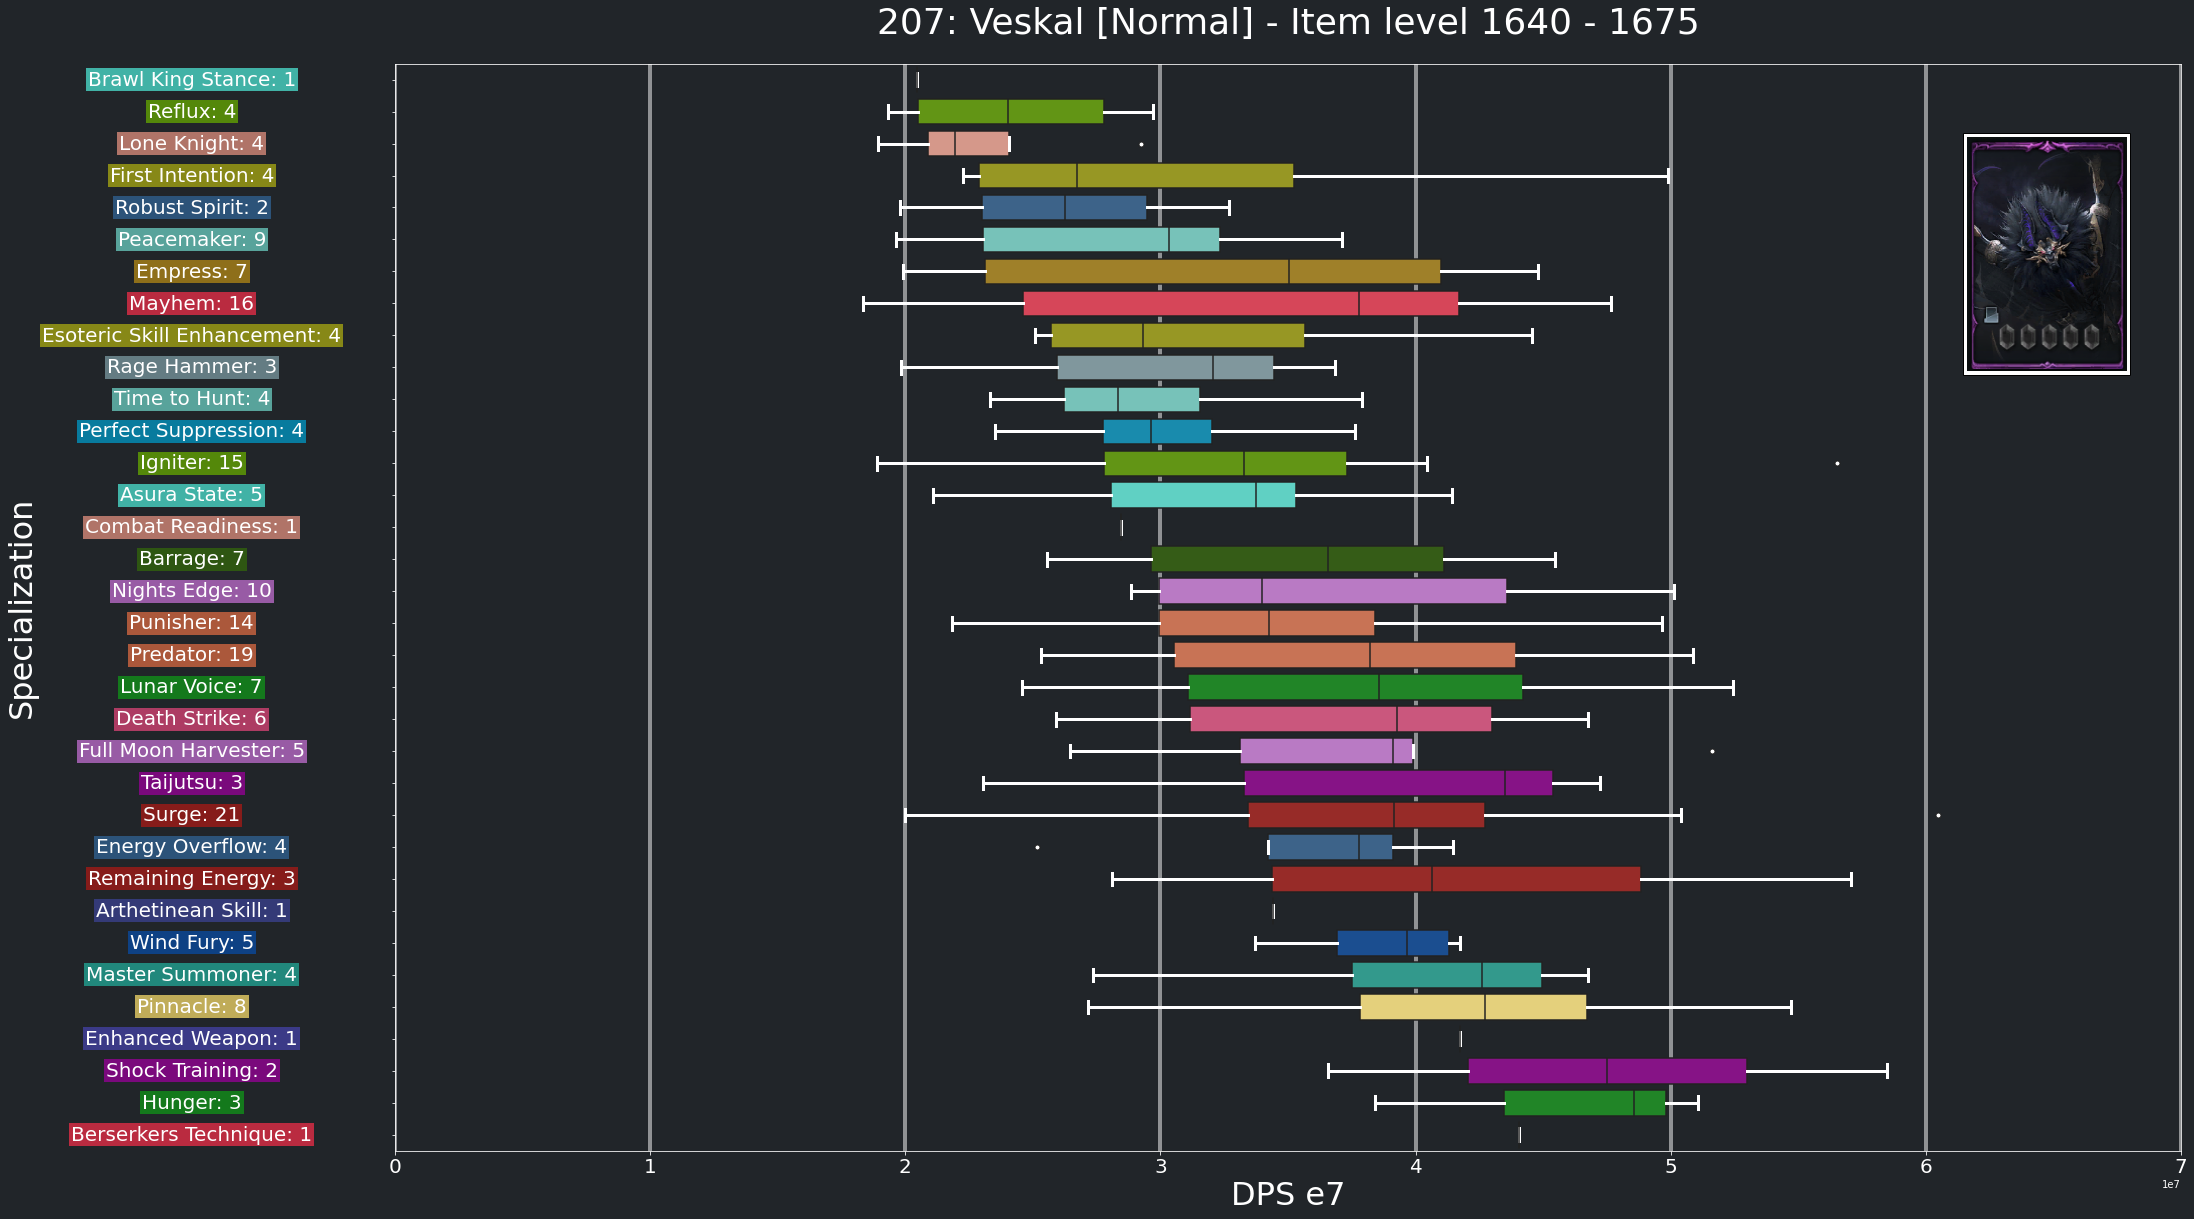 207: Veskal [Normal] - Item level 1640 - 1675
Brawl King Stance: 1
Reflux: 4
Lone Knight: 4
First Intention: 4
Robust Spirit: 2
Peacemaker: 9
Empress: 7
Mayhem: 16
Esoteric Skill Enhancement: 4
Rage Hammer: 3
Time to Hunt: 4
Perfect Suppression: 4
Igniter: 15
Asura State: 5
Combat Readiness: 1
Barrage: 7
Nights Edge: 10
Punisher: 14
Predator: 19
Lunar Voice: 7
Death Strike: 6
Full Moon Harvester: 5
Taijutsu: 3
Surge: 21
Energy Overflow: 4
Remaining Energy: 3
Arthetinean Skill: 1
Wind Fury: 5
Master Summoner: 4
Pinnacle: 8
Enhanced Weapon: 1
Shock Training: 2
Hunger: 3
Berserkers Technique: 1
Specialization
0 1 2 3 4 5 6 7
1e7
DPS e7